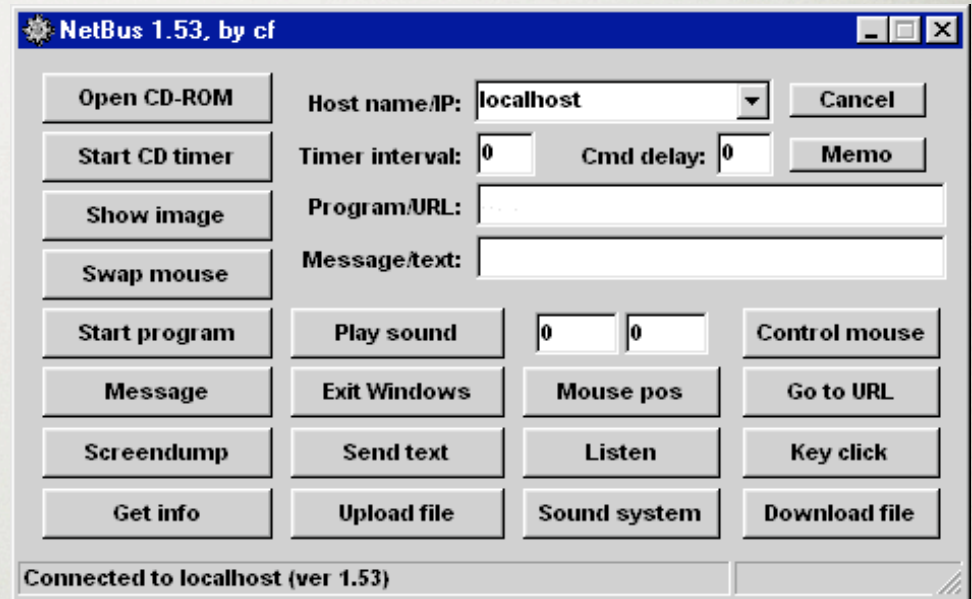 NetBus 1.53, by cf
Open CD-ROM Host name/IP: localhost Cancel
Start CD timer Timer interval: 0 Cmd delay: 0 Memo
Show image Program/URL:
Swap mouse Message/text:
Start program Play sound 0 0 Control mouse
Message Exit Windows Mouse pos Go to URL
Screendump Send text Listen Key click
Get info Upload file Sound system Download file
Connected to localhost (ver 1.53)